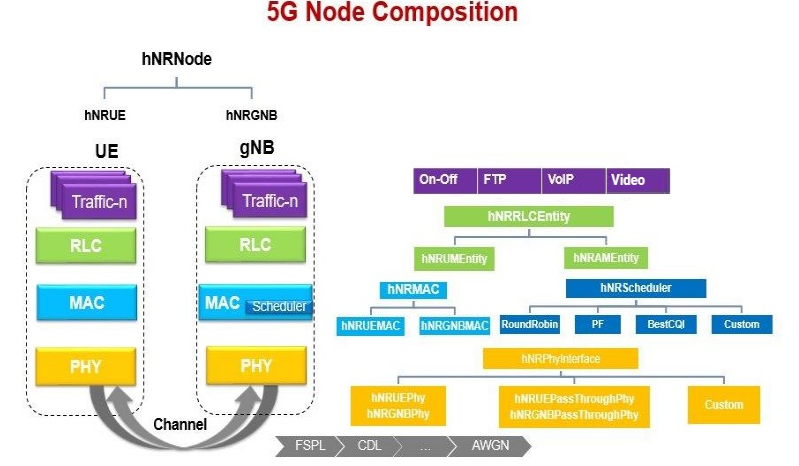 5G Node Composition
hNRNode
hNRUE
hNRGNB
UE
gNB
Traffic-n
Traffic-n
RLC
RLC
MAC
MAC
Scheduler
PHY
PHY
Channel
On-Off
FTP
VoIP
Video
hNRRLCEntity
hNRUMEntity
hNRAMEntity
hNRMAC
hNRUEMAC
hNRGNBMAC
hNRScheduler
RoundRobin
PF
BestCQI
Custom
hNRPhyInterface
hNRUEPhy
hNRGNBPhy
hNRUEPassThroughPhy
hNRGNBPassThroughPhy
Custom
FSPL
CDL
...
AWGN